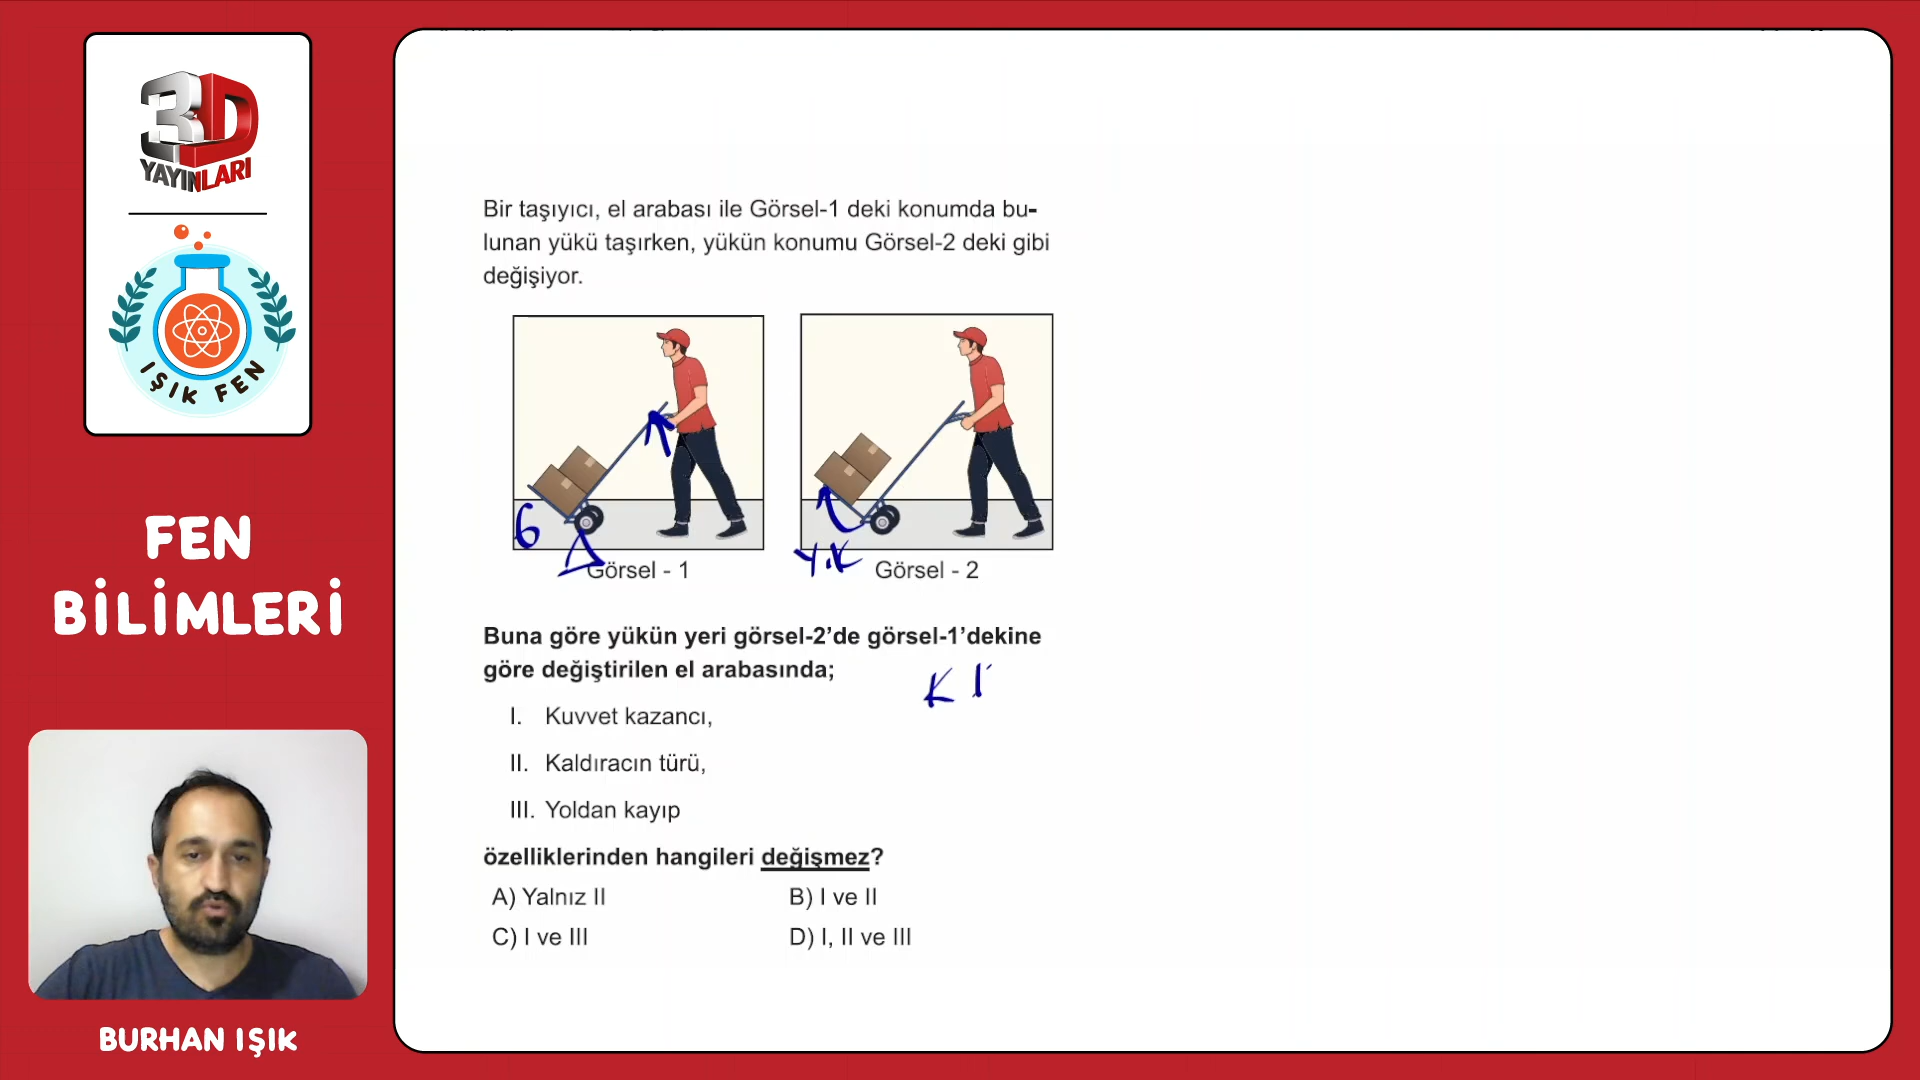 3D
YAYINLARI
IŞIK FEN
FEN
BİLİMLERİ
BURHAN IŞIK
Bir taşıyıcı, el arabası ile Görsel-1 deki konumda bu-
lunan yükü taşırken, yükün konumu Görsel-2 deki gibi
değişiyor.
6
Y.K
Görsel - 1
Görsel - 2
Buna göre yükün yeri görsel-2’de görsel-1’dekine
göre değiştirilen el arabasında;
K
I. Kuvvet kazancı,
II. Kaldıracın türü,
III. Yoldan kayıp
özelliklerinden hangileri değişmez?
A) Yalnız II
B) I ve II
C) I ve III
D) I, II ve III